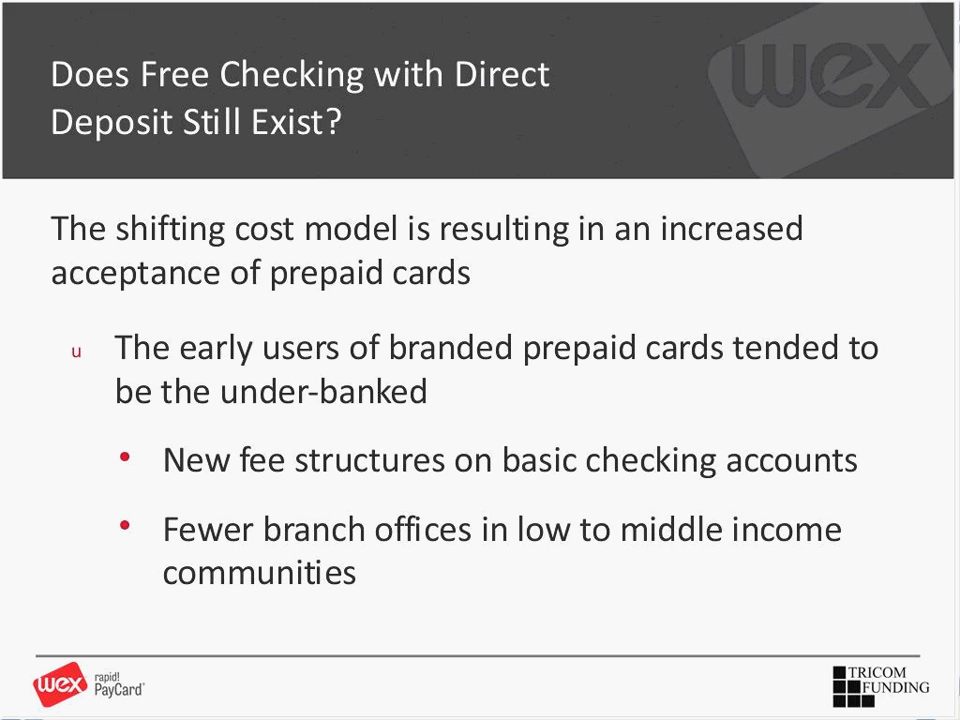 wex
Does Free Checking with Direct
Deposit Still Exist?
The shifting cost model is resulting in an increased
acceptance of prepaid cards
u The early users of branded prepaid cards tended to
be the under-banked
• New fee structures on basic checking accounts
• Fewer branch offices in low to middle income
communities
wex rapid!
PayCard®
TRICOM
FUNDING